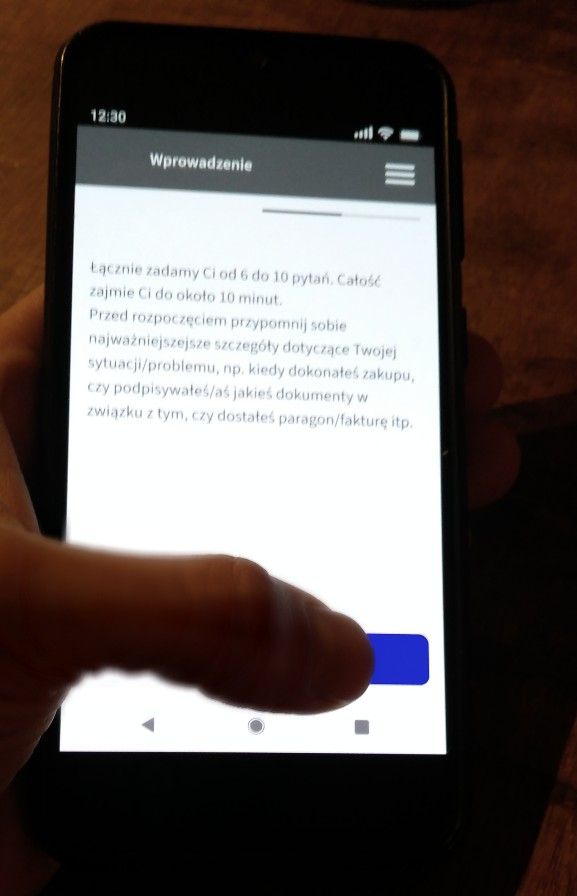 12:30
Wprowadzenie
Łącznie zadamy Ci od 6 do 10 pytań. Całość
zajmie Ci do około 10 minut.
Przed rozpoczęciem przypomnij sobie
najważniejszejsze szczegóły dotyczące Twojej
sytuacji/problemu, np. kiedy dokonałeś zakupu,
czy podpisywałeś/aś jakieś dokumenty w
związku z tym, czy dostałeś paragon/fakturę itp.